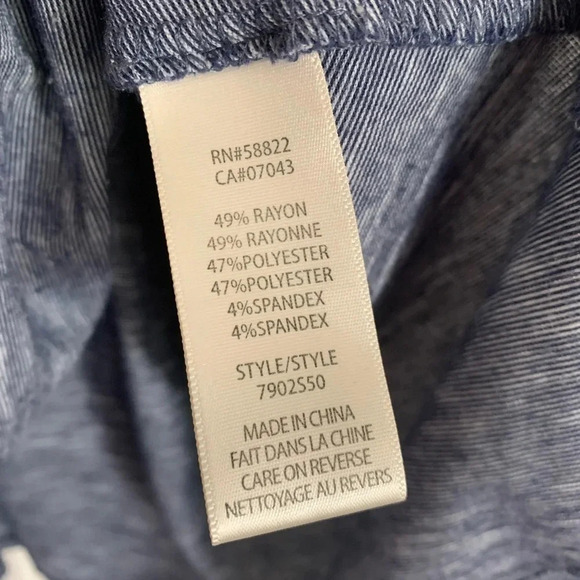 RN#58822
CA#07043
49% RAYON
49% RAYONNE
47%POLYESTER
47%POLYESTER
4%SPANDEX
4%SPANDEX
STYLE/STYLE
7902S50
MADE IN CHINA
FAIT DANS LA CHINE
CARE ON REVERSE
NETTOYAGE AU REVERS